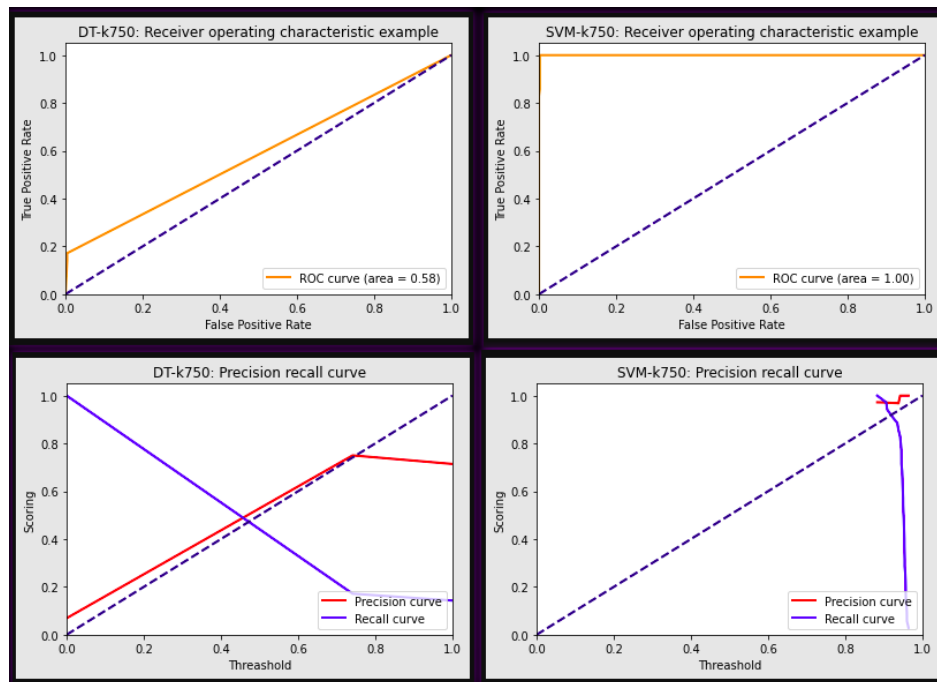 DT-k750: Receiver operating characteristic example
1.0
0.8
0.6
0.4
0.2
0.0
True Positive Rate
ROC curve (area = 0.58)
0.0 0.2 0.4 0.6 0.8 1.0
False Positive Rate
SVM-k750: Receiver operating characteristic example
1.0
0.8
0.6
0.4
0.2
0.0
True Positive Rate
ROC curve (area = 1.00)
0.0 0.2 0.4 0.6 0.8 1.0
False Positive Rate
DT-k750: Precision recall curve
1.0
0.8
0.6
0.4
0.2
0.0
Scoring
Precision curve
Recall curve
0.0 0.2 0.4 0.6 0.8 1.0
Threashold
SVM-k750: Precision recall curve
1.0
0.8
0.6
0.4
0.2
0.0
Scoring
Precision curve
Recall curve
0.0 0.2 0.4 0.6 0.8 1.0
Threashold